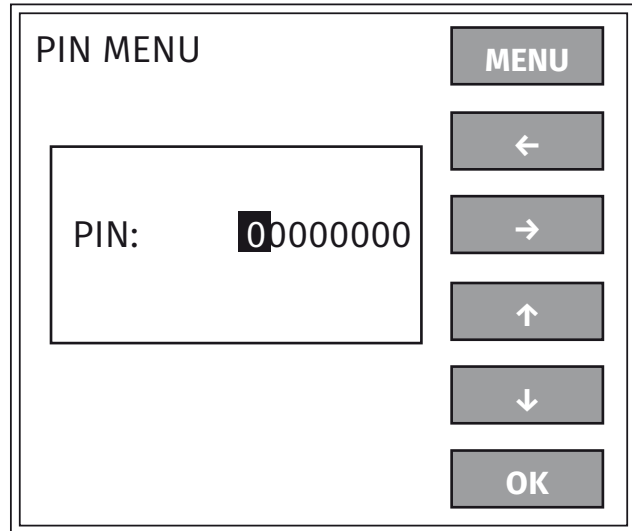 PIN MENU
MENU
←
PIN: 00000000
→
↑
↓
OK